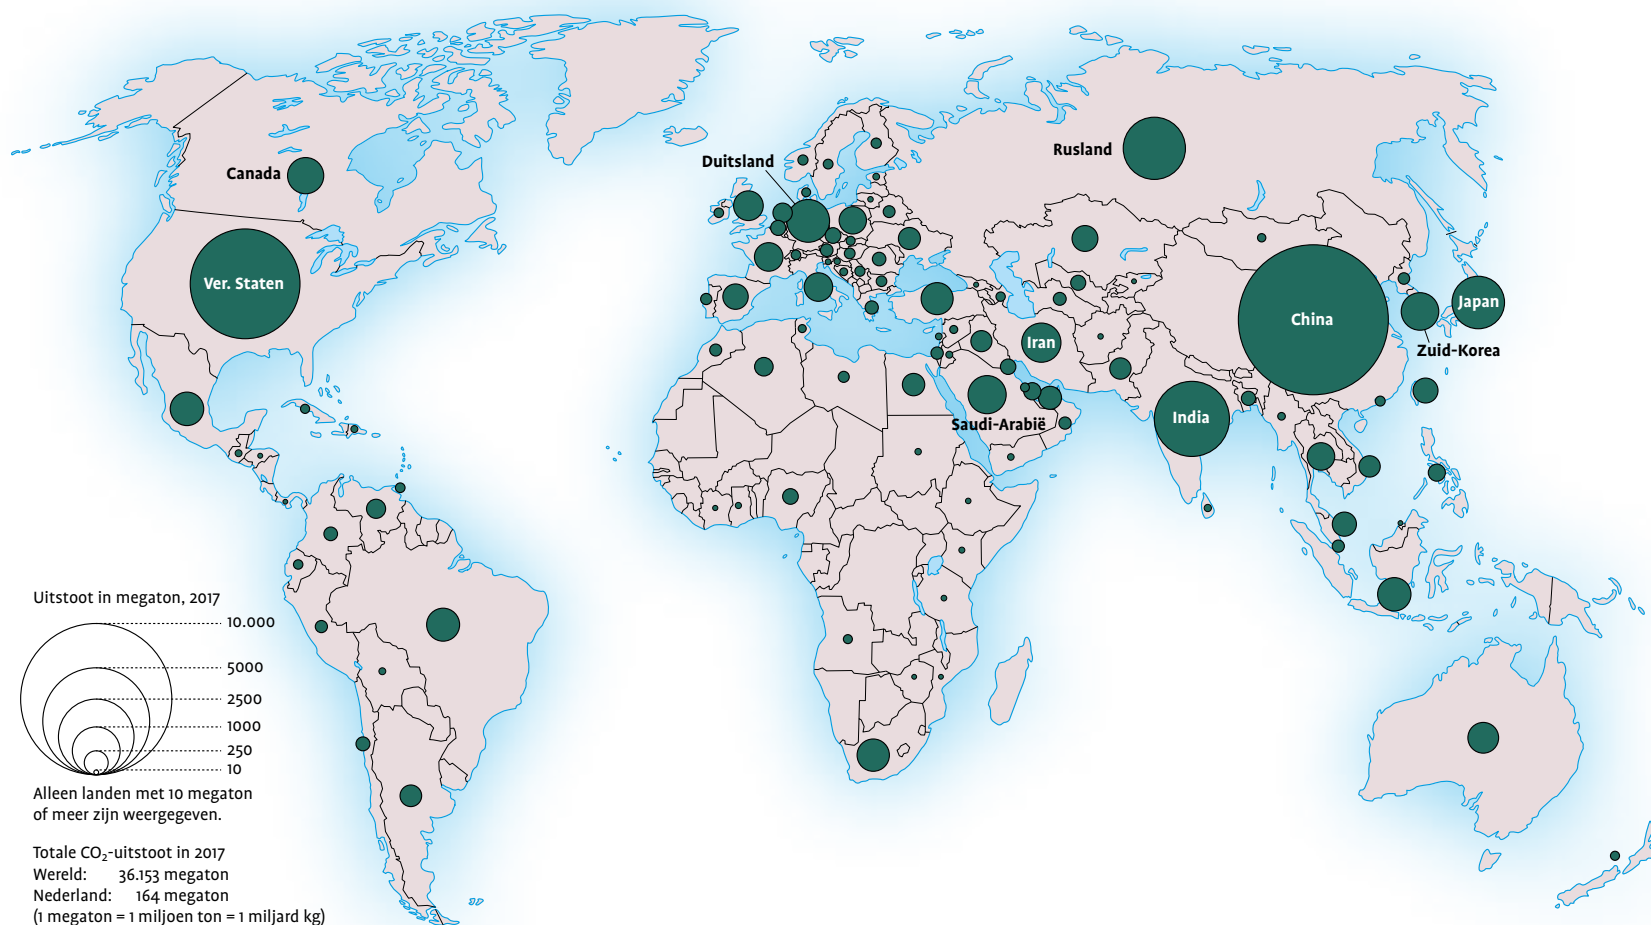 Canada
Ver. Staten
Duitsland
Rusland
Iran
Saudi-Arabië
India
China
Japan
Zuid-Korea
Uitstoot in megaton, 2017
10.000
5000
2500
1000
250
10
Alleen landen met 10 megaton
of meer zijn weergegeven.
Totale CO₂-uitstoot in 2017
Wereld: 36.153 megaton
Nederland: 164 megaton
(1 megaton = 1 miljoen ton = 1 miljard kg)